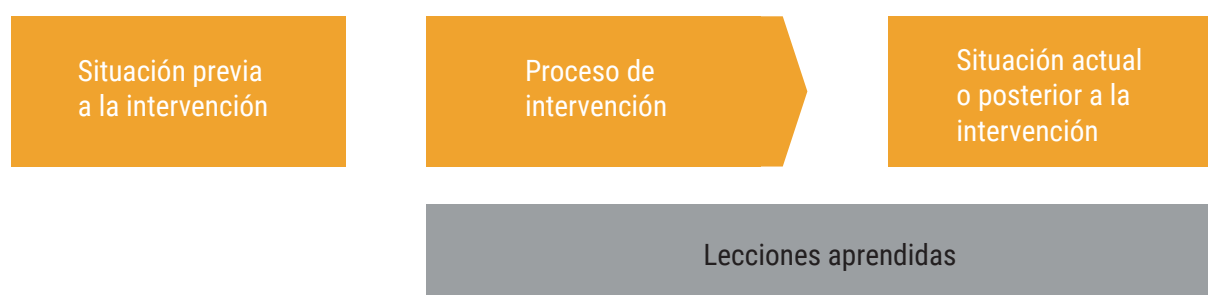 Situación previa
a la intervención
Proceso de
intervención
Situación actual
o posterior a la
intervención
Lecciones aprendidas